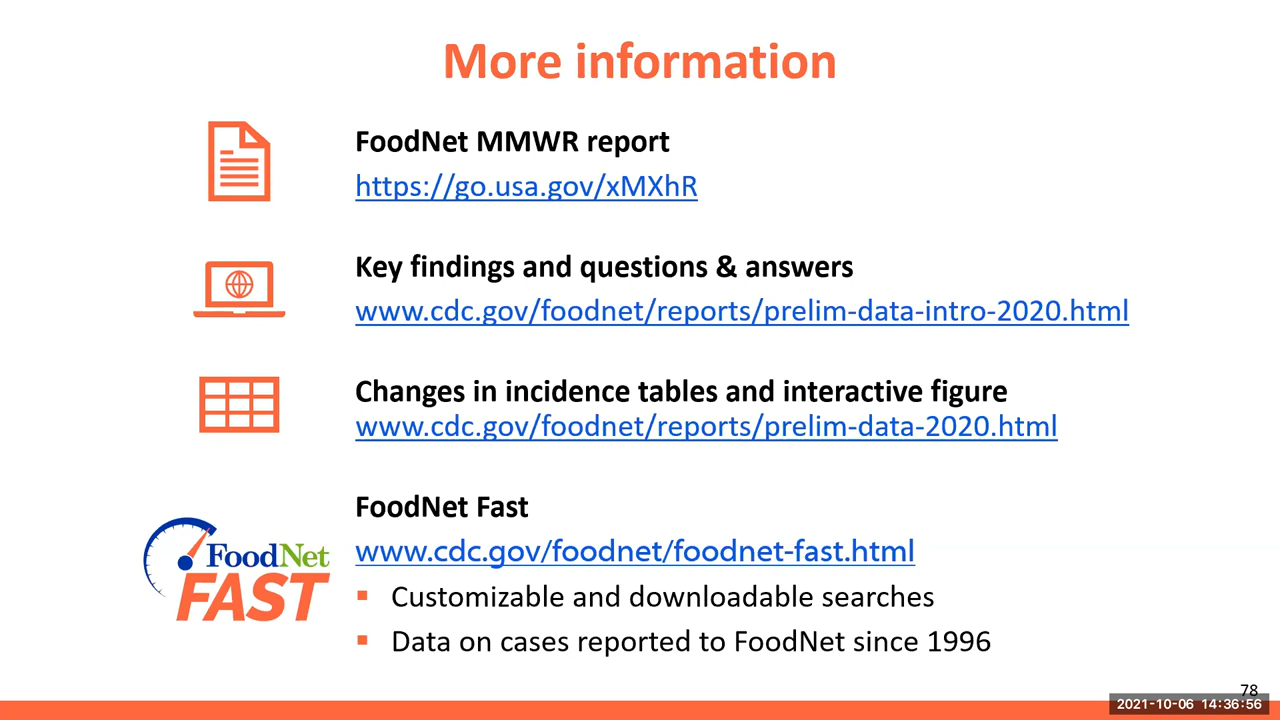 More information
FoodNet MMWR report
https://go.usa.gov/xMXhR
Key findings and questions & answers
www.cdc.gov/foodnet/reports/prelim-data-intro-2020.html
Changes in incidence tables and interactive figure
www.cdc.gov/foodnet/reports/prelim-data-2020.html
FoodNet Fast
FoodNet
FAST
www.cdc.gov/foodnet/foodnet-fast.html
▪ Customizable and downloadable searches
▪ Data on cases reported to FoodNet since 1996
78
2021-10-06 14:36:56